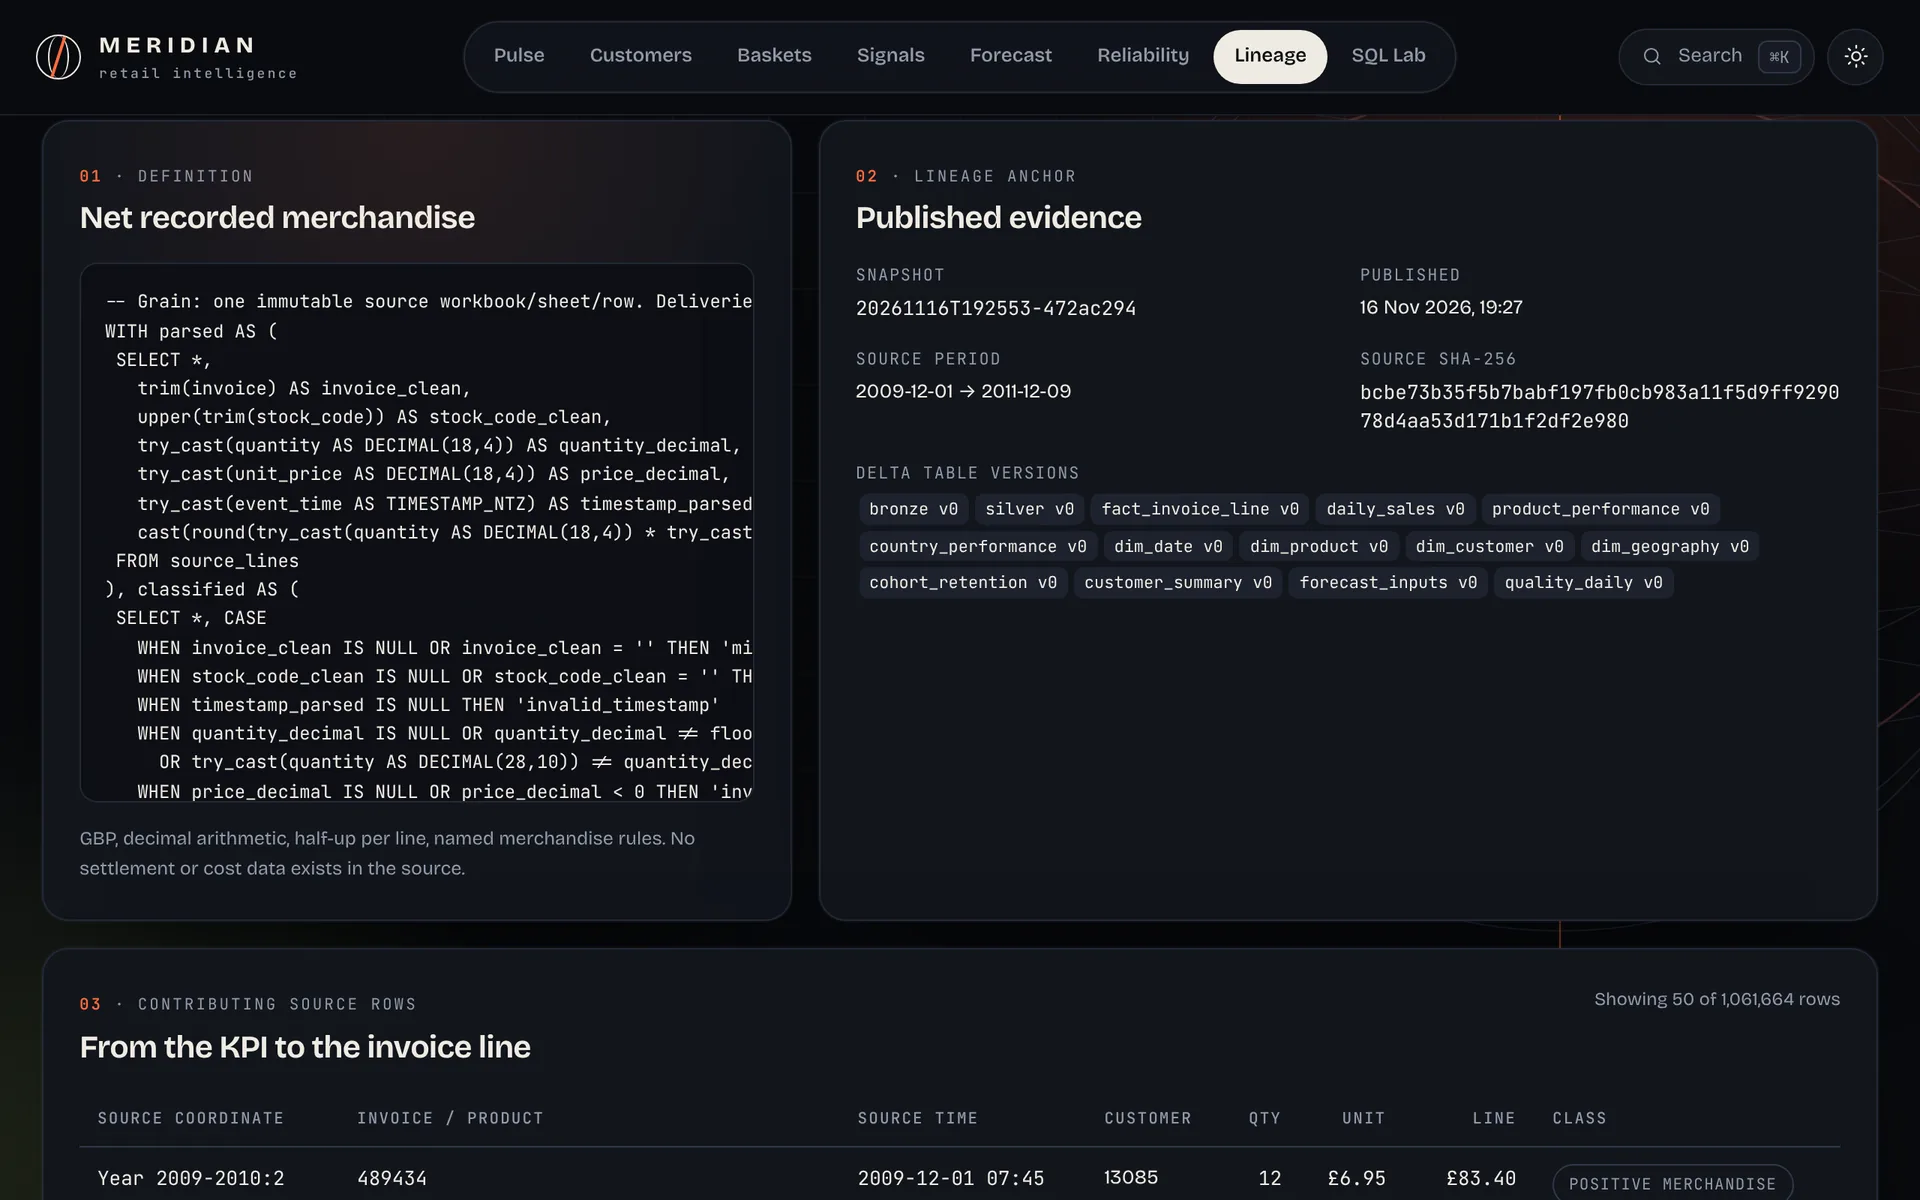 MERIDIAN
retail intelligence
Pulse Customers Baskets Signals Forecast Reliability Lineage SQL Lab
Search ⌘K
01 · DEFINITION
Net recorded merchandise
-- Grain: one immutable source workbook/sheet/row. Deliverie
WITH parsed AS (
SELECT *,
trim(invoice) AS invoice_clean,
upper(trim(stock_code)) AS stock_code_clean,
try_cast(quantity AS DECIMAL(18,4)) AS quantity_decimal,
try_cast(unit_price AS DECIMAL(18,4)) AS price_decimal,
try_cast(event_time AS TIMESTAMP_NTZ) AS timestamp_parsed
cast(round(try_cast(quantity AS DECIMAL(18,4)) * try_cast
FROM source_lines
), classified AS (
SELECT *, CASE
WHEN invoice_clean IS NULL OR invoice_clean = '' THEN 'mi
WHEN stock_code_clean IS NULL OR stock_code_clean = '' TH
WHEN timestamp_parsed IS NULL THEN 'invalid_timestamp'
WHEN quantity_decimal IS NULL OR quantity_decimal ≠ floo
OR try_cast(quantity AS DECIMAL(28,10)) ≠ quantity_dec
WHEN price_decimal IS NULL OR price_decimal < 0 THEN 'inv
GBP, decimal arithmetic, half-up per line, named merchandise rules. No
settlement or cost data exists in the source.
02 · LINEAGE ANCHOR
Published evidence
SNAPSHOT
20261116T192553-472ac294
PUBLISHED
16 Nov 2026, 19:27
SOURCE PERIOD
2009-12-01 → 2011-12-09
SOURCE SHA-256
bcbe73b35f5b7babf197fb0cb983a11f5d9ff9290
78d4aa53d171b1f2df2e980
DELTA TABLE VERSIONS
bronze v0 silver v0 fact_invoice_line v0 daily_sales v0 product_performance v0
country_performance v0 dim_date v0 dim_product v0 dim_customer v0 dim_geography v0
cohort_retention v0 customer_summary v0 forecast_inputs v0 quality_daily v0
03 · CONTRIBUTING SOURCE ROWS
Showing 50 of 1,061,664 rows
From the KPI to the invoice line
SOURCE COORDINATE INVOICE / PRODUCT SOURCE TIME CUSTOMER QTY UNIT LINE CLASS
Year 2009-2010:2 489434 2009-12-01 07:45 13085 12 £6.95 £83.40 POSITIVE MERCHANDISE